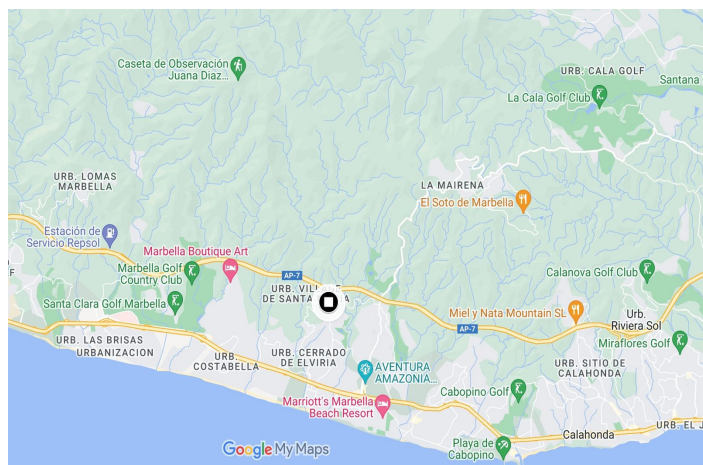 Caseta de Observación
Juana Diaz...
URB. CALA GOLF
Santana
La Cala Golf Club
URB. LOMAS
MARBELLA
LA MAIRENA
El Soto de Marbella
Estación de
Servicio Repsol
Marbella Boutique Art
Marbella Golf
Country Club
AP-7
Calanova Golf Club
URB.
DE SANTA
Santa Clara Golf Marbella
Miel y Nata Mountain SL
Urb.
Riviera Sol
AP-7
Miraflores Golf
URB. LAS BRISAS
URBANIZACION
URB.
COSTABELLA
URB. CERRADO
DE ELVIRIA
AVENTURA
AMAZONIA...
URB. SITIO DE
CALAHONDA
Cabopino Golf
Marriott's Marbella
Beach Resort
URB. EL J
Calahonda
Playa de
Cabopino
Google My Maps